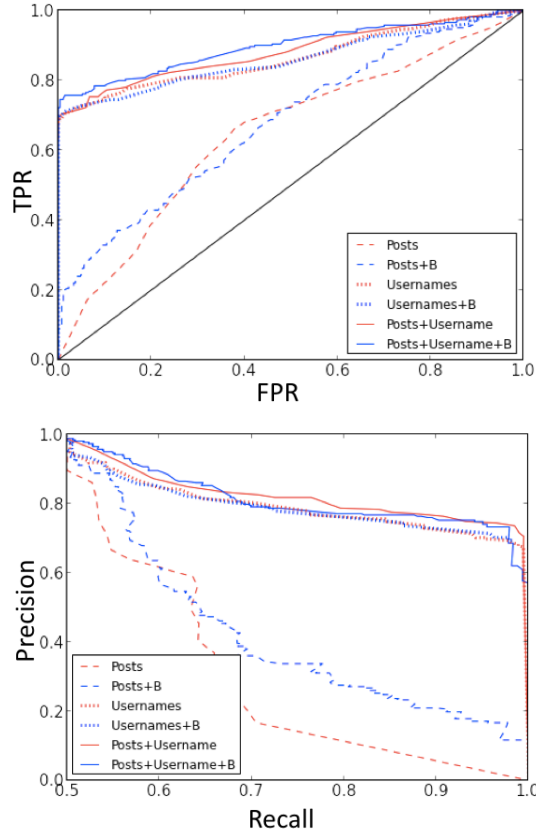 1.0
0.8
0.6
0.4
0.2
0.0
TPR
0.0 0.2 0.4 0.6 0.8 1.0
FPR
Posts
Posts+B
Usernames
Usernames+B
Posts+Username
Posts+Username+B
1.0
0.8
0.6
0.4
0.2
0.0
Precision
0.5 0.6 0.7 0.8 0.9 1.0
Recall
Posts
Posts+B
Usernames
Usernames+B
Posts+Username
Posts+Username+B